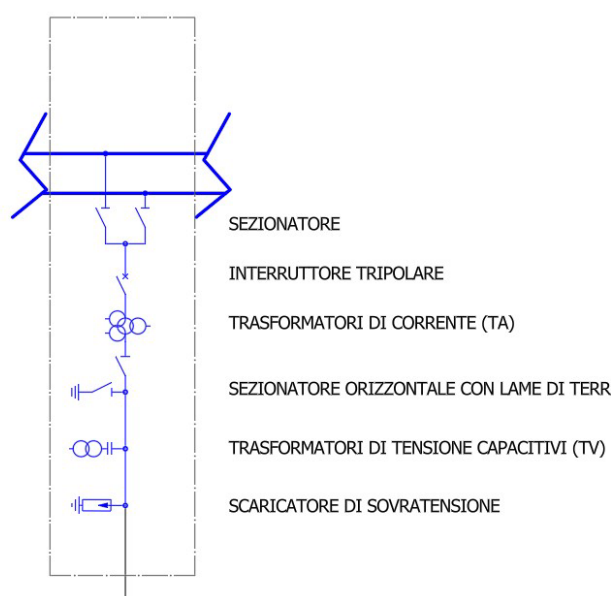 SEZIONATORE
INTERRUTTORE TRIPOLARE
TRASFORMATORI DI CORRENTE (TA)
SEZIONATORE ORIZZONTALE CON LAME DI TERR
TRASFORMATORI DI TENSIONE CAPACITIVI (TV)
SCARICATORE DI SOVRATENSIONE